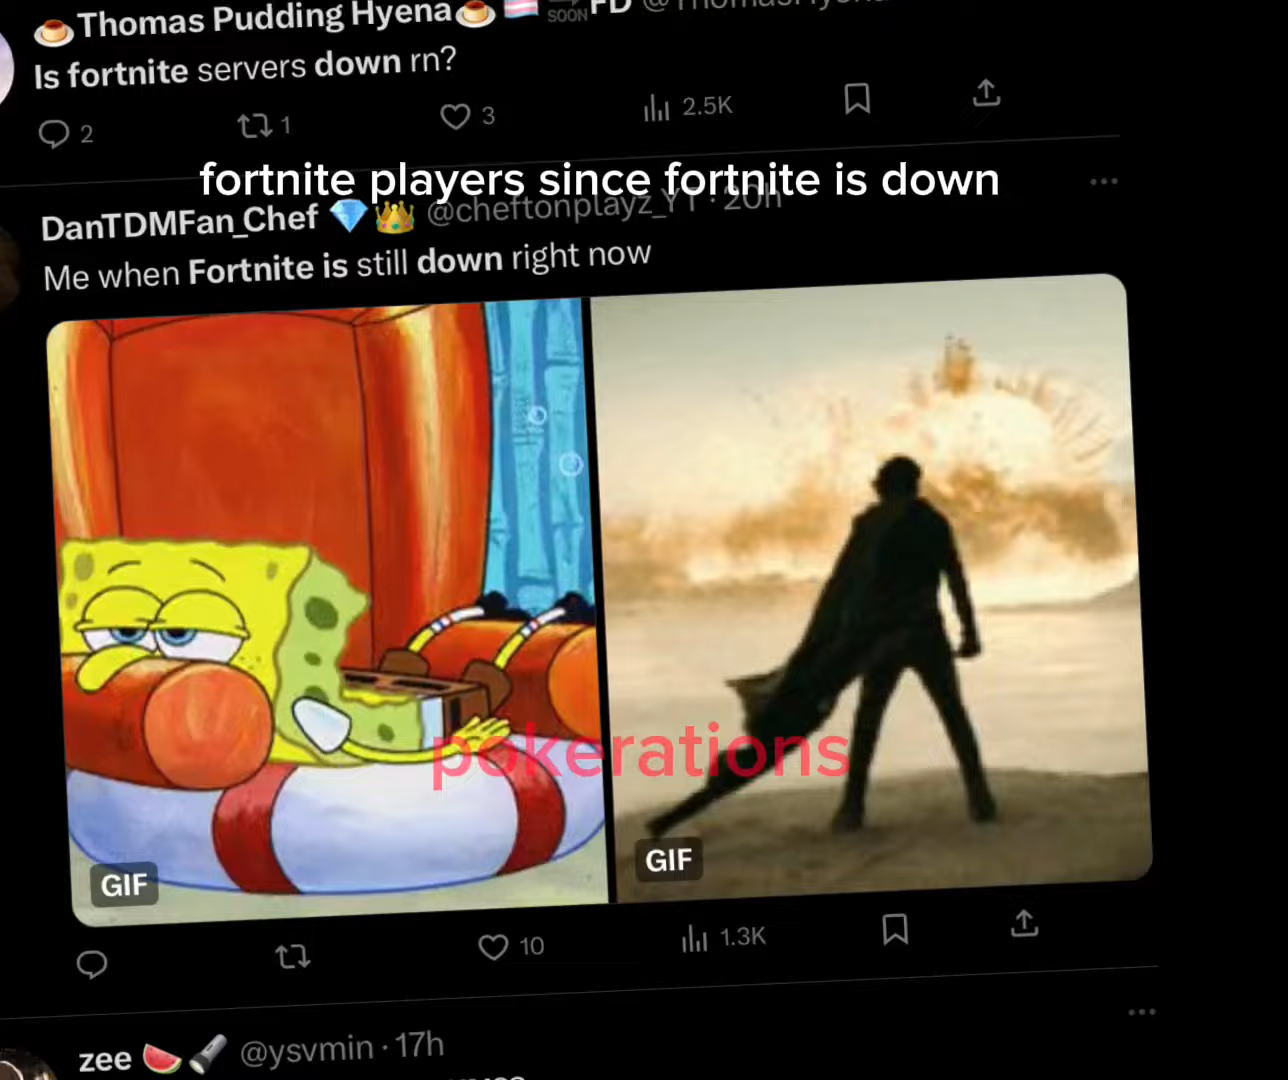 Thomas Pudding Hyena SOON FD
Is fortnite servers down rn?
2 1 3 2.5K
fortnite players since fortnite is down
DanTDMFan_Chef @cheftonplayz_YT · 20h
Me when Fortnite is still down right now
pokerations
GIF
GIF
10 1.3K
zee @ysvmin · 17h